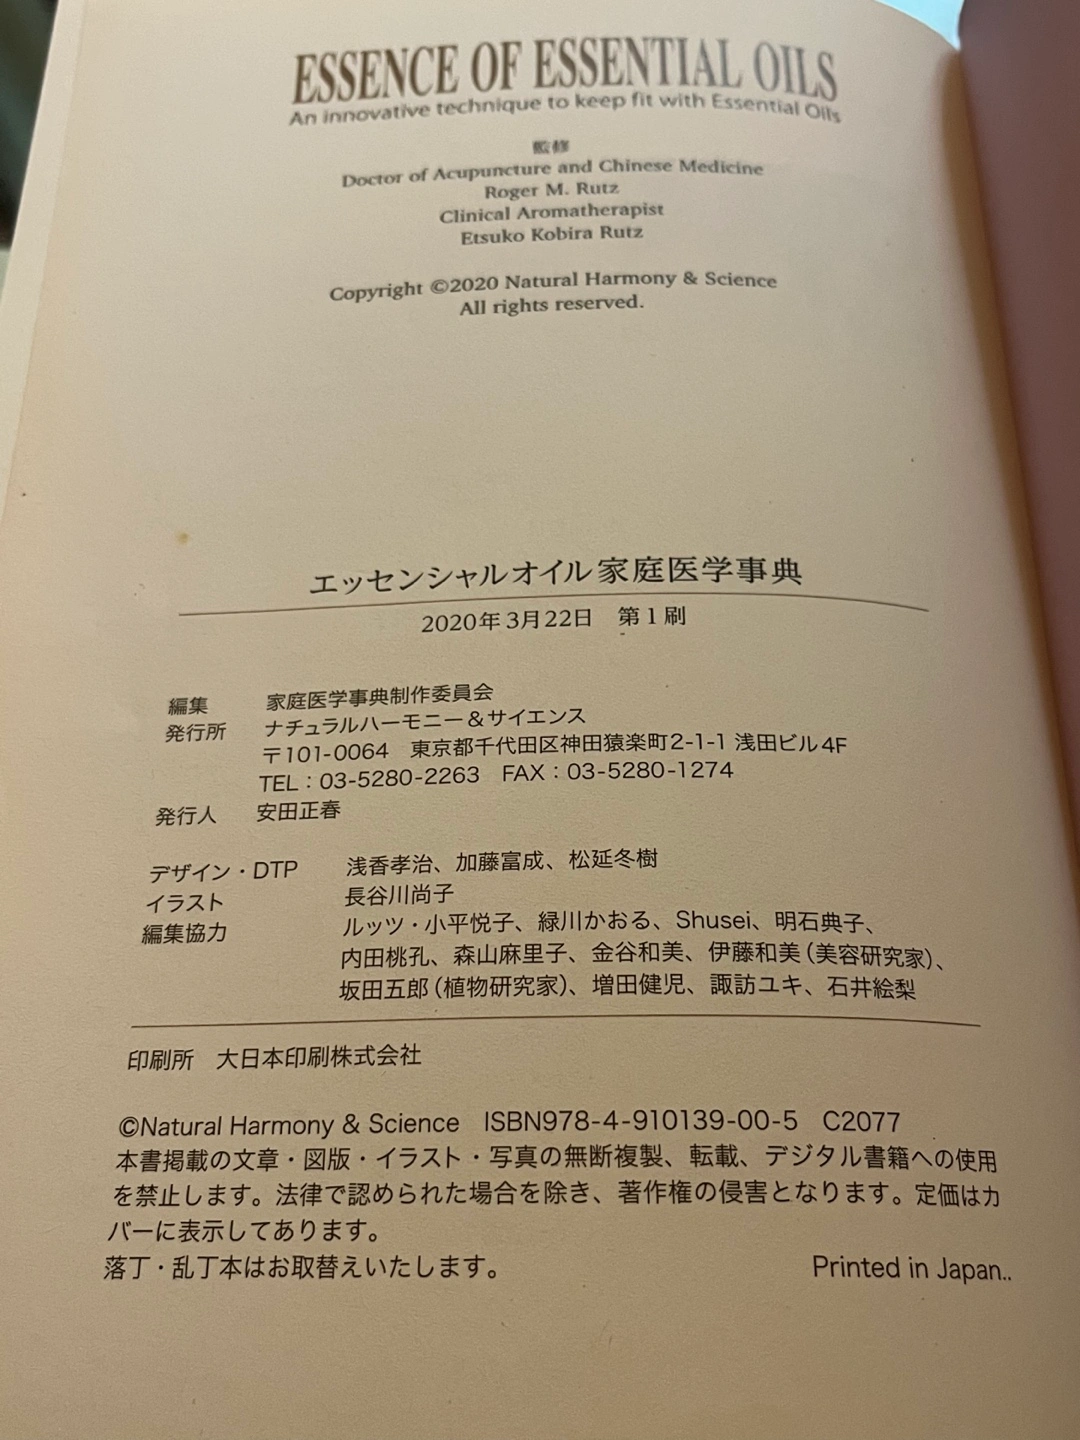 ESSENCE OF ESSENTIAL OILS
An innovative technique to keep fit with Essential Oils
監修
Doctor of Acupuncture and Chinese Medicine
Roger M. Rutz
Clinical Aromatherapist
Etsuko Kobira Rutz
Copyright ©2020 Natural Harmony & Science
All rights reserved.
エッセンシャルオイル家庭医学事典
2020年3月22日　第1刷
編集　家庭医学事典制作委員会
発行所　ナチュラルハーモニー&サイエンス
〒101-0064　東京都千代田区神田猿楽町2-1-1 浅田ビル4F
TEL：03-5280-2263　FAX：03-5280-1274
発行人　安田正春
デザイン・DTP　浅香孝治、加藤富成、松延冬樹
イラスト　長谷川尚子
編集協力　ルッツ・小平悦子、緑川かおる、Shusei、明石典子、
内田桃孔、森山麻里子、金谷和美、伊藤和美（美容研究家）、
坂田五郎（植物研究家）、増田健児、諏訪ユキ、石井絵梨
印刷所　大日本印刷株式会社
©Natural Harmony & Science　ISBN978-4-910139-00-5　C2077
本書掲載の文章・図版・イラスト・写真の無断複製、転載、デジタル書籍への使用
を禁止します。法律で認められた場合を除き、著作権の侵害となります。定価はカ
バーに表示してあります。
落丁・乱丁本はお取替えいたします。　Printed in Japan..